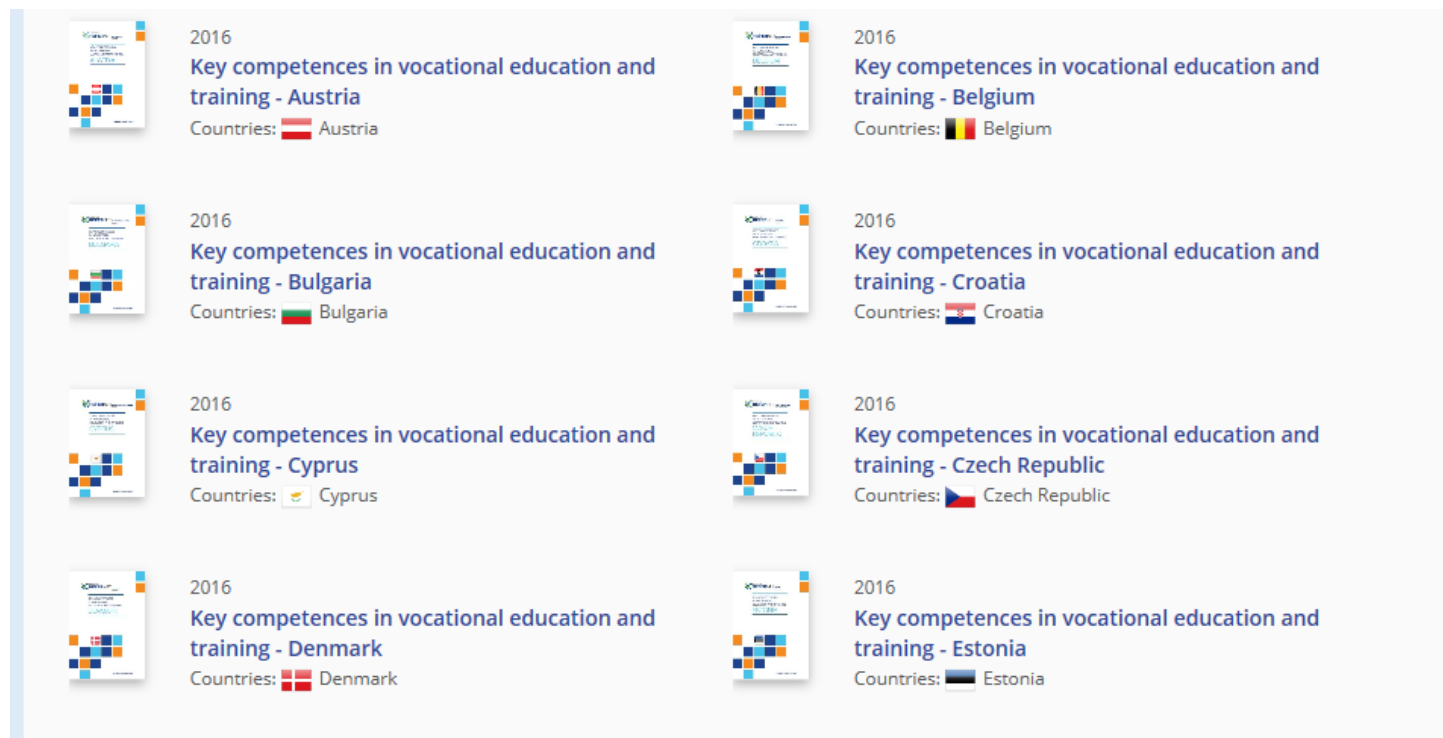 2016
Key competences in vocational education and
training - Austria
Countries: Austria
2016
Key competences in vocational education and
training - Belgium
Countries: Belgium
2016
Key competences in vocational education and
training - Bulgaria
Countries: Bulgaria
2016
Key competences in vocational education and
training - Croatia
Countries: Croatia
2016
Key competences in vocational education and
training - Cyprus
Countries: Cyprus
2016
Key competences in vocational education and
training - Czech Republic
Countries: Czech Republic
2016
Key competences in vocational education and
training - Denmark
Countries: Denmark
2016
Key competences in vocational education and
training - Estonia
Countries: Estonia